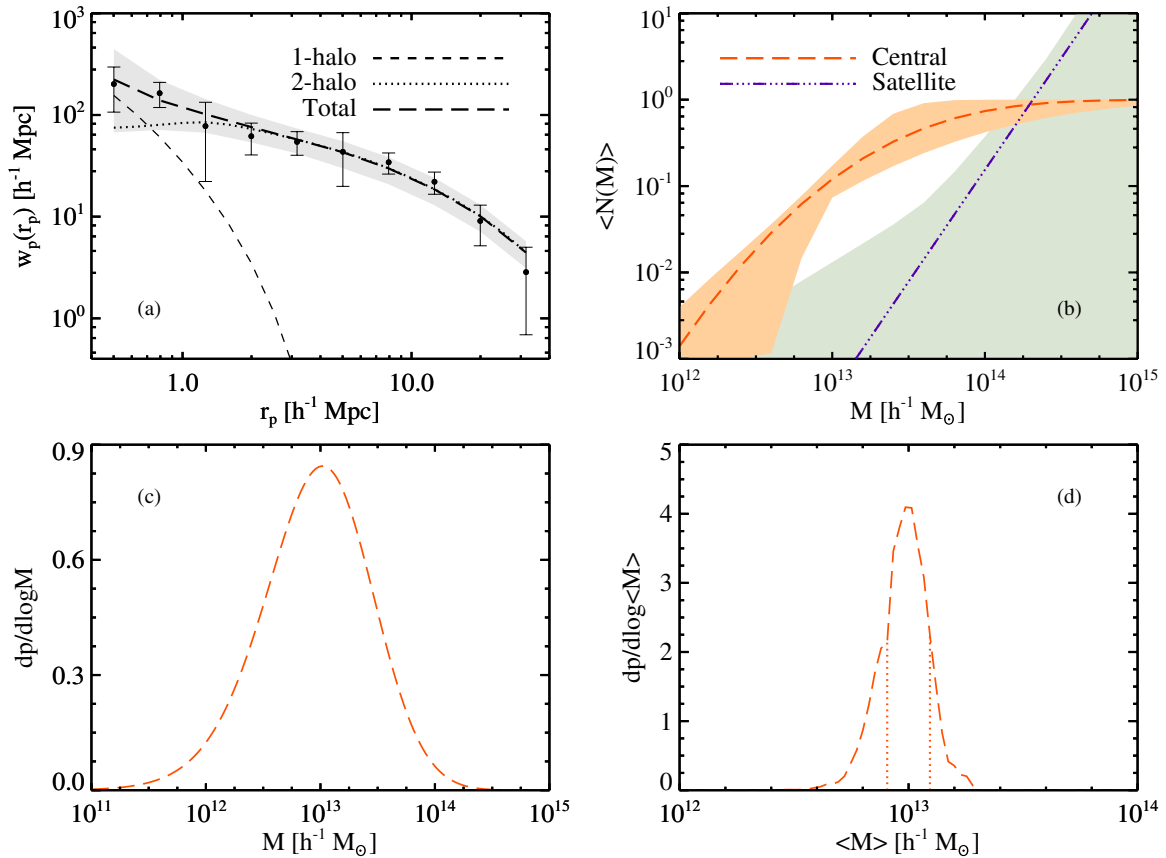 10³
10²
10¹
10⁰
w_p(r_p) [h⁻¹ Mpc]
1-halo
2-halo
Total
(a)
1.0
10.0
r_p [h⁻¹ Mpc]
10¹
10⁰
10⁻¹
10⁻²
10⁻³
<N(M)>
Central
Satellite
(b)
10¹²
10¹³
10¹⁴
10¹⁵
M [h⁻¹ M⊙]
0.9
0.6
0.3
0.0
dp/dlogM
(c)
10¹¹
10¹²
10¹³
10¹⁴
10¹⁵
M [h⁻¹ M⊙]
5
4
3
2
1
0
dp/dlog<M>
(d)
10¹²
10¹³
10¹⁴
<M> [h⁻¹ M⊙]